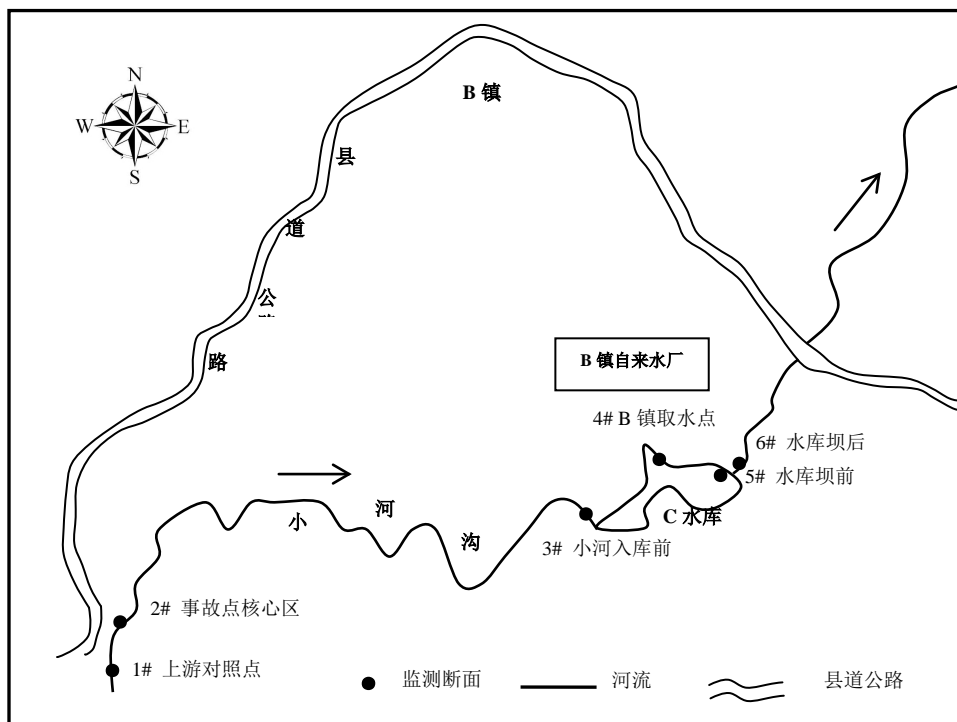 N
W
E
S
B 镇
县
道
公
路
B 镇自来水厂
4# B 镇取水点
6# 水库坝后
5# 水库坝前
C 水库
3# 小河入库前
小
河
沟
2# 事故点核心区
1# 上游对照点
监测断面
河流
县道公路